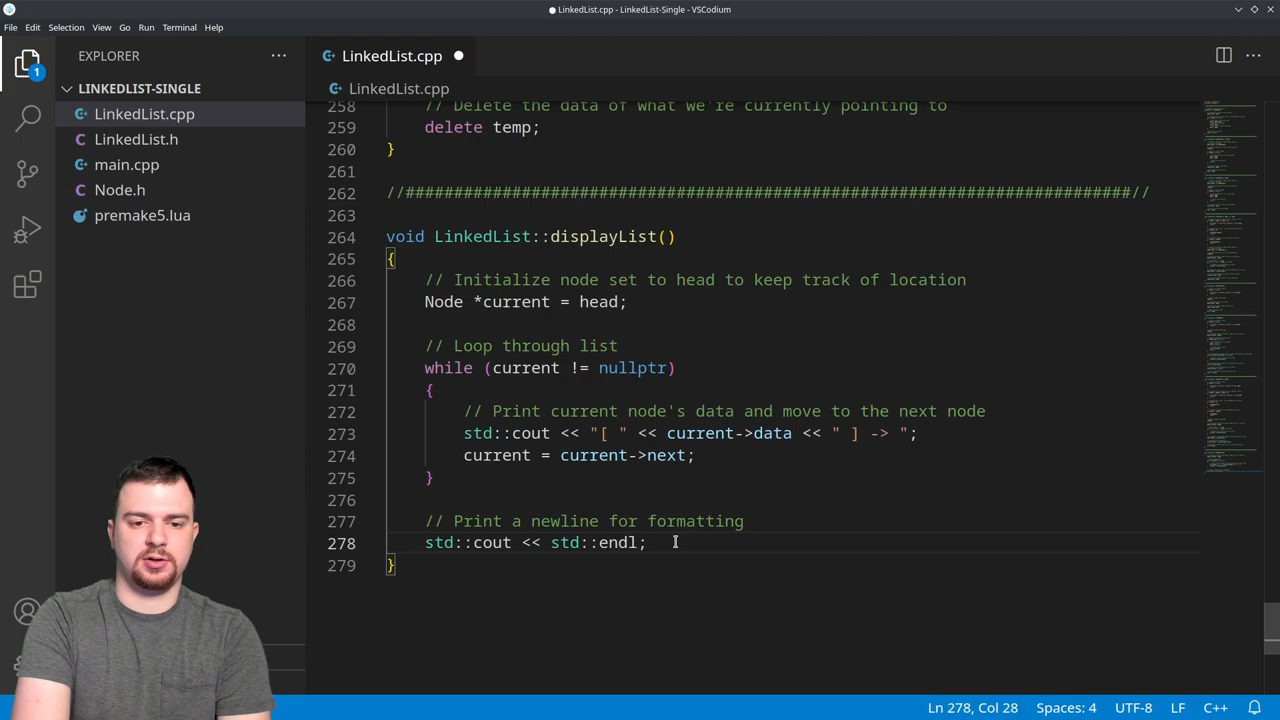 LinkedList.cpp - LinkedList-Single - VSCodium
File Edit Selection View Go Run Terminal Help
EXPLORER
LinkedList.cpp
1
LINKEDLIST-SINGLE
LinkedList.cpp
LinkedList.cpp
LinkedList.h
main.cpp
Node.h
premake5.lua
258 // Delete the data of what we're currently pointing to
259 delete temp;
260 }
261
262 //###########################################################################//
263
264 void LinkedList::displayList()
265 {
266 // Initialize node set to head to keep track of location
267 Node *current = head;
268
269 // Loop through list
270 while (current != nullptr)
271 {
272 // Print current node's data and move to the next node
273 std::cout << "[ " << current->data << " ] -> ";
274 current = current->next;
275 }
276
277 // Print a newline for formatting
278 std::cout << std::endl;
279 }
Ln 278, Col 28 Spaces: 4 UTF-8 LF C++